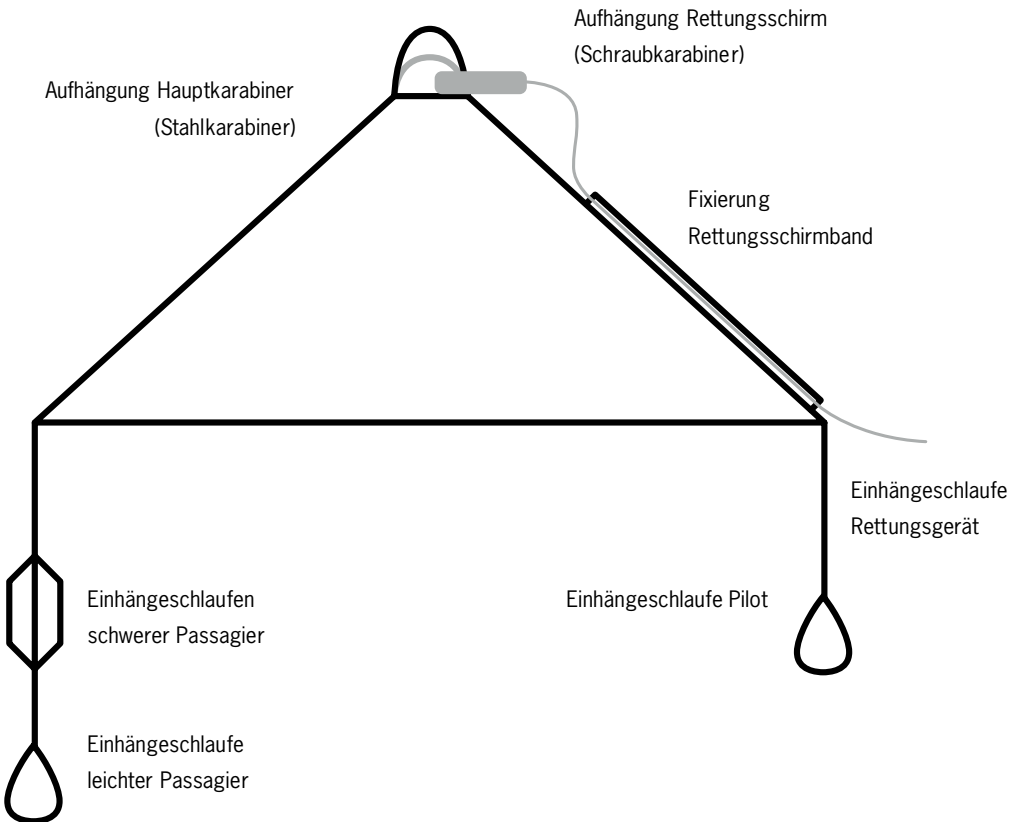 Aufhängung Rettungsschirm
(Schraubkarabiner)
Aufhängung Hauptkarabiner
(Stahlkarabiner)
Fixierung
Rettungsschirmband
Einhängeschlaufe
Rettungsgerät
Einhängeschlaufen
schwerer Passagier
Einhängeschlaufe Pilot
Einhängeschlaufe
leichter Passagier